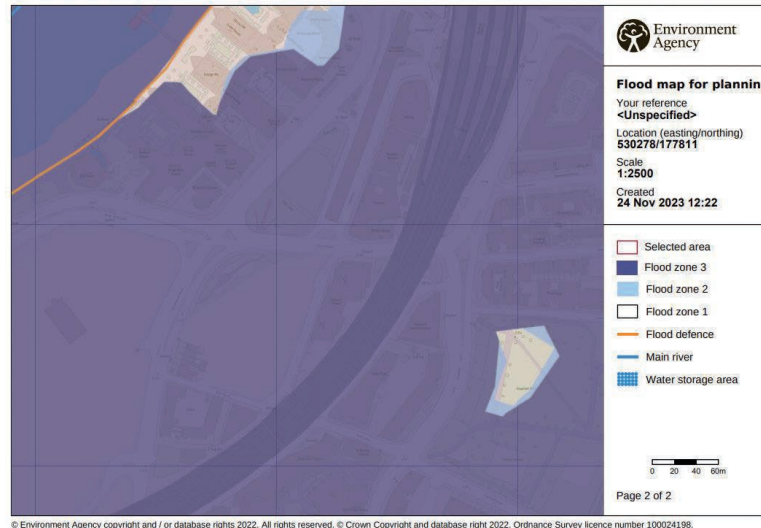 Environment
Agency
Flood map for plannin
Your reference
<Unspecified>
Location (easting/northing)
530278/177811
Scale
1:2500
Created
24 Nov 2023 12:22
Selected area
Flood zone 3
Flood zone 2
Flood zone 1
Flood defence
Main river
Water storage area
0 20 40 60m
Page 2 of 2
© Environment Agency copyright and / or database rights 2022. All rights reserved. © Crown Copyright and database right 2022. Ordnance Survey licence number 100024198.